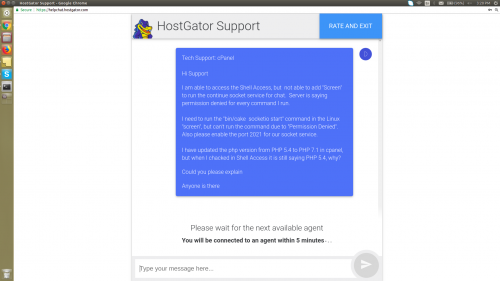 HostGator Support - Google Chrome
3:29 PM
Secure
https://helpchat.hostgator.com
HostGator Support
RATE AND EXIT
Tech Support: cPanel
Hi Support
I am able to access the Shell Access, but not able to add "Screen"
to run the continue socket service for chat. Server is saying
permission denied for every command I run.
I need to run the "bin/cake socketio start" command in the Linux
"screen", but can't run the command due to "Permission Denied".
Also please enable the port 2021 for our socket service.
I have updated the php version from PHP 5.4 to PHP 7.1 in cpanel,
but when I checked in Shell Access it is still saying PHP 5.4, why?
Could you please explain
Anyone is there
Please wait for the next available agent
You will be connected to an agent within 5 minutes...
Type your message here...